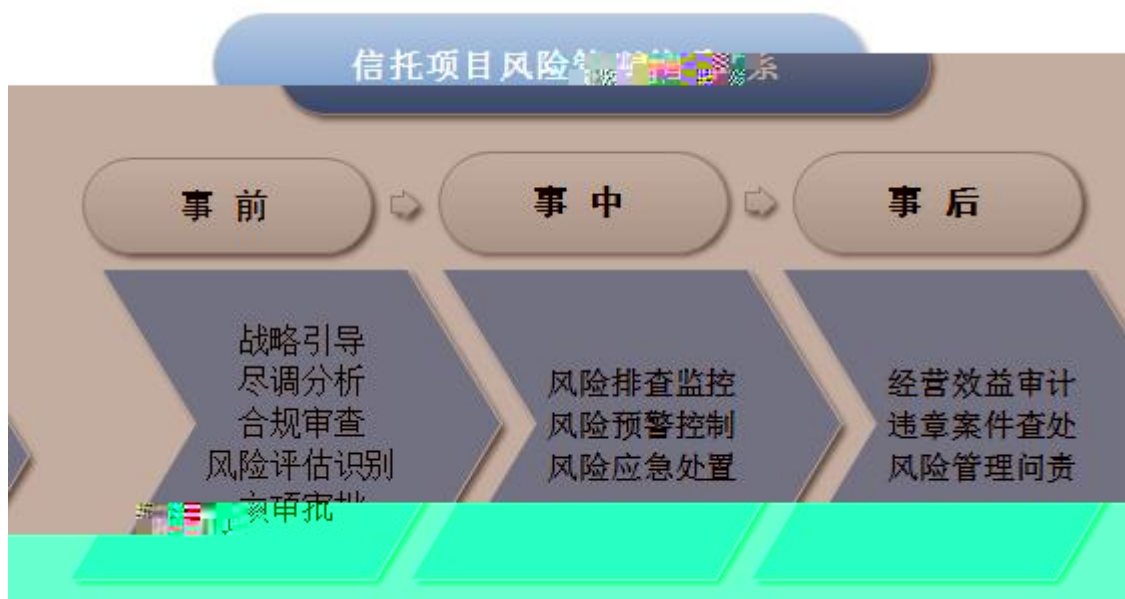 信托项目风险
系
事前
事中
事后
战略引导
尽调分析
合规审查
风险评估识别
审批
风险排查监控
风险预警控制
风险应急处置
经营效益审计
违章案件查处
风险管理问责